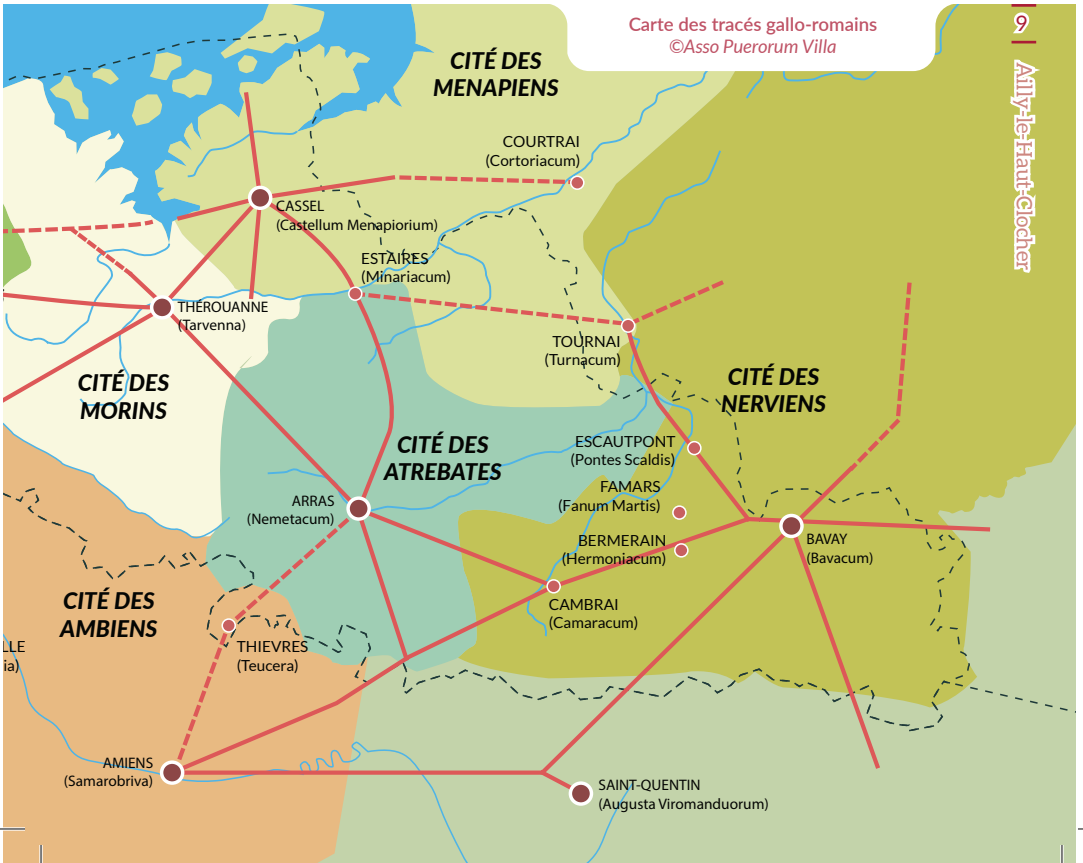 Carte des tracés gallo-romains
©Asso Puerorum Villa
9
Ailly-le-Haut-Clocher
CITÉ DES
MENAPIENS
COURTRAI
(Cortoriacum)
CASSEL
(Castellum Menapiorium)
ESTAIRES
(Minariacum)
THÉROUANNE
(Tarvenna)
TOURNAI
(Turnacum)
CITÉ DES
MORINS
CITÉ DES
NERVIENS
CITÉ DES
ATREBATES
ESCAUTPONT
(Pontes Scaldis)
FAMARS
(Fanum Martis)
ARRAS
(Nemetacum)
BERMERAIN
(Hermoniacum)
BAVAY
(Bavacum)
CITÉ DES
AMBIENS
CAMBRAI
(Camaracum)
LLE
ia)
THIEVRES
(Teucera)
AMIENS
(Samarobriva)
SAINT-QUENTIN
(Augusta Viromanduorum)